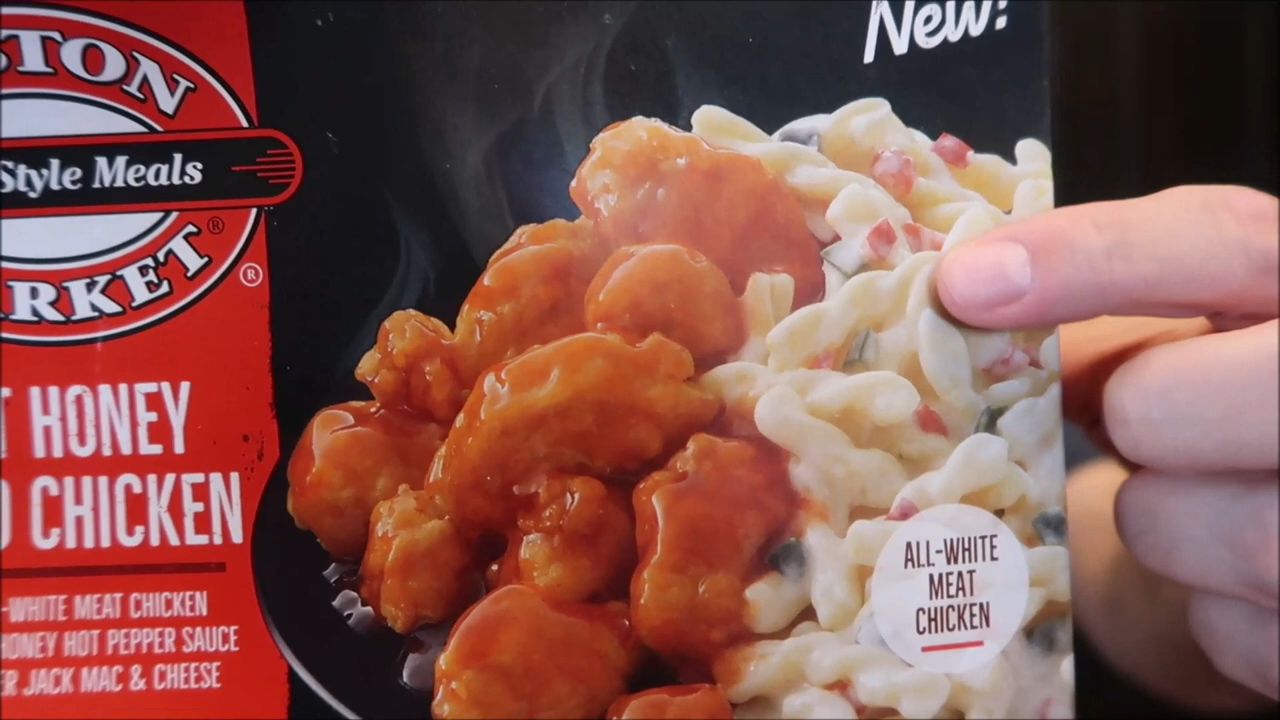 New!
STON
Style Meals
RKET®
®
T HONEY
D CHICKEN
-WHITE MEAT CHICKEN
HONEY HOT PEPPER SAUCE
ER JACK MAC & CHEESE
ALL-WHITE
MEAT
CHICKEN